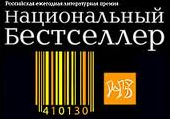 Российская ежегодная литературная премия
Национальный
Бестселлер
410130